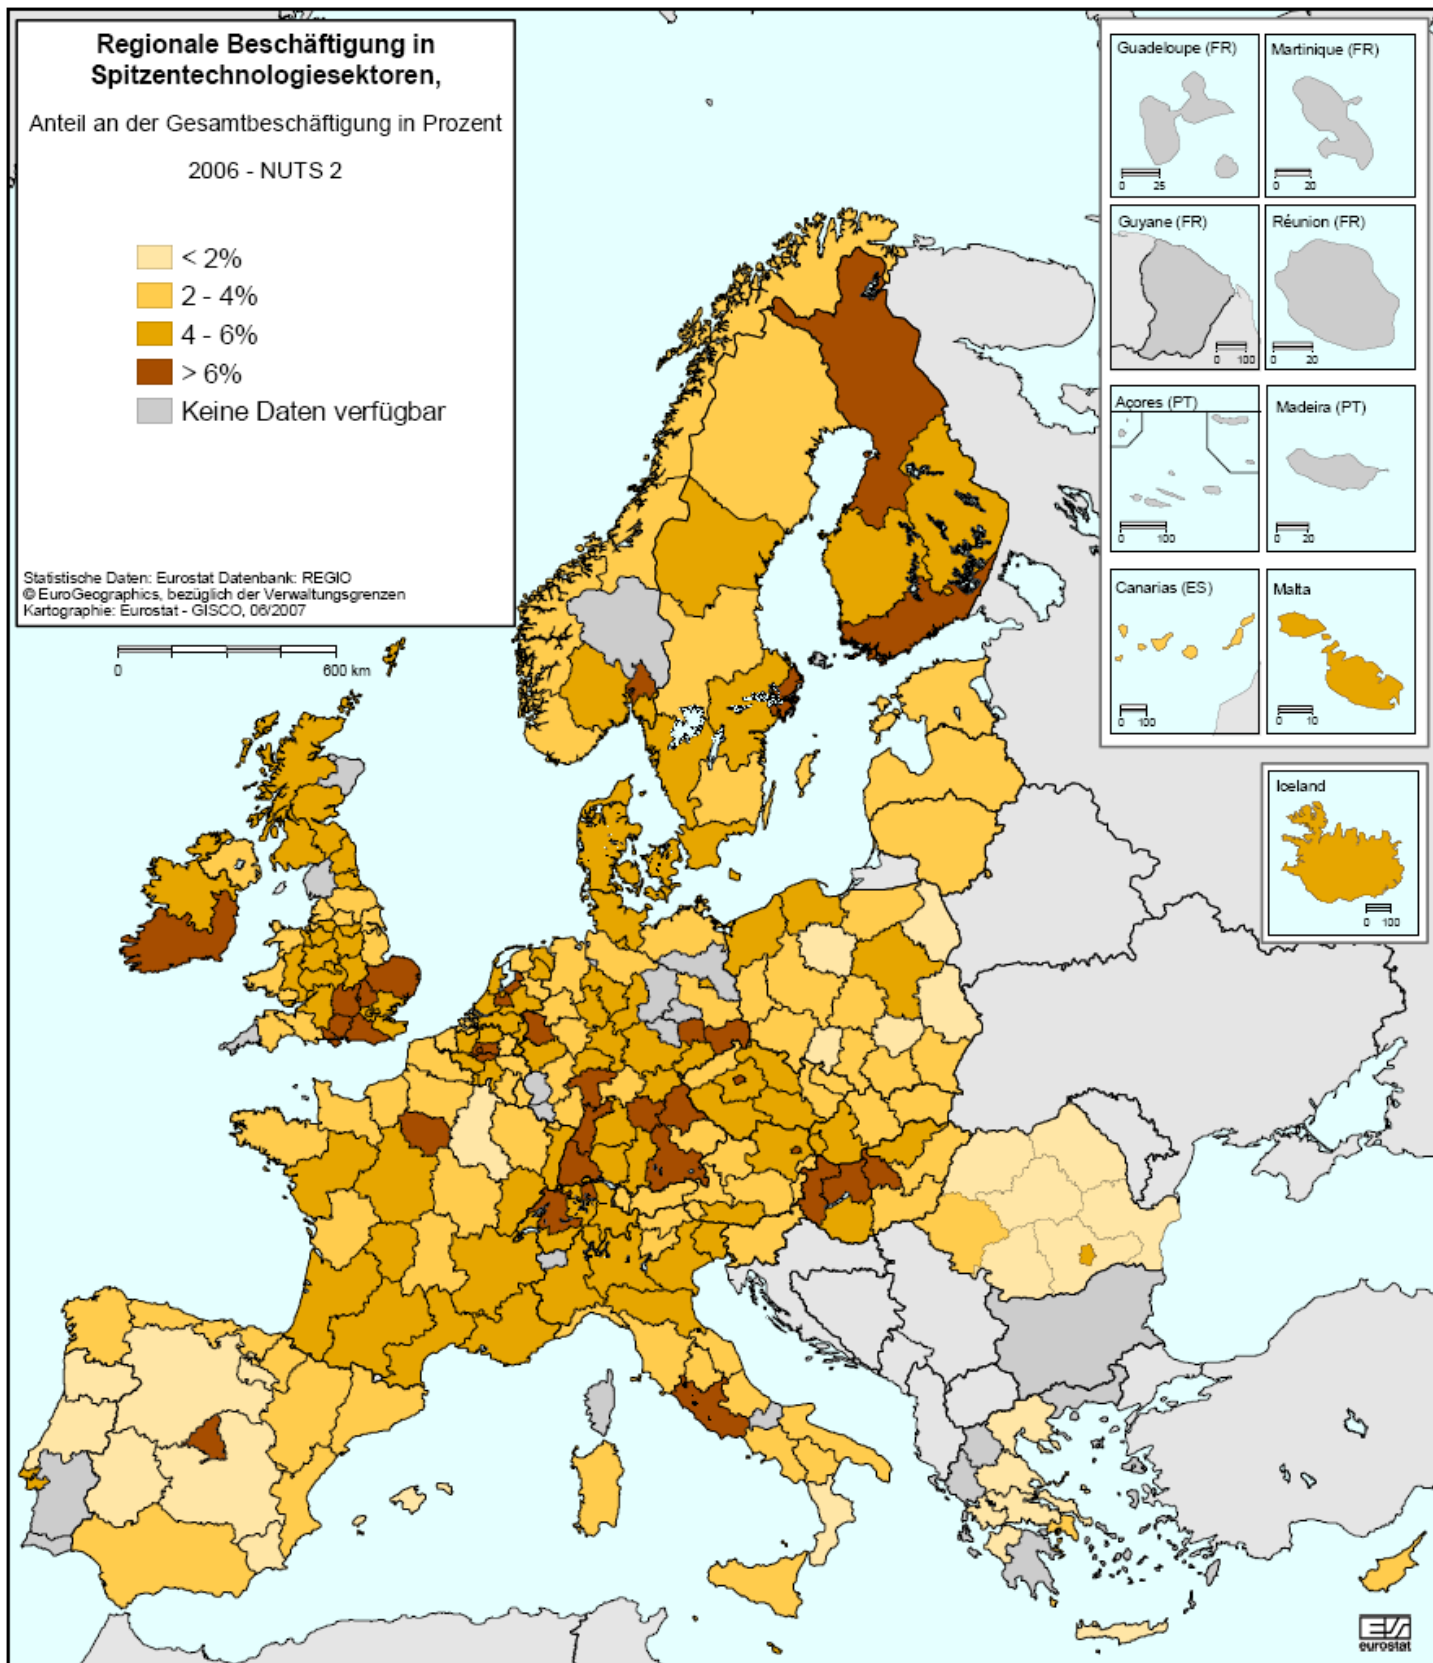 Regionale Beschäftigung in
Spitzentechnologiesektoren,
Anteil an der Gesamtbeschäftigung in Prozent
2006 - NUTS 2
< 2%
2 - 4%
4 - 6%
> 6%
Keine Daten verfügbar
Statistische Daten: Eurostat Datenbank: REGIO
© EuroGeographics, bezüglich der Verwaltungsgrenzen
Kartographie: Eurostat - GISCO, 06/2007
0 600 km
Guadeloupe (FR)
0 25
Martinique (FR)
0 20
Guyane (FR)
0 100
Réunion (FR)
0 20
Açores (PT)
0 100
Madeira (PT)
0 20
Canarias (ES)
0 100
Malta
0 10
Iceland
0 100
eurostat